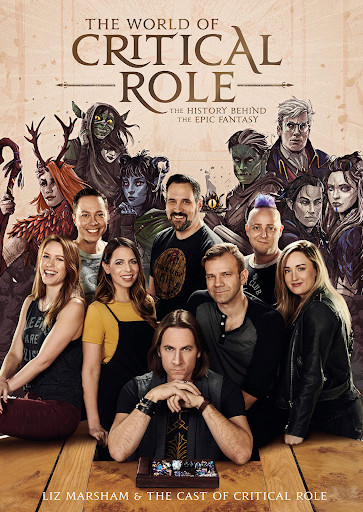 THE WORLD OF
CRITICAL
ROLE
THE HISTORY BEHIND
THE EPIC FANTASY
LIZ MARSHAM & THE CAST OF CRITICAL ROLE